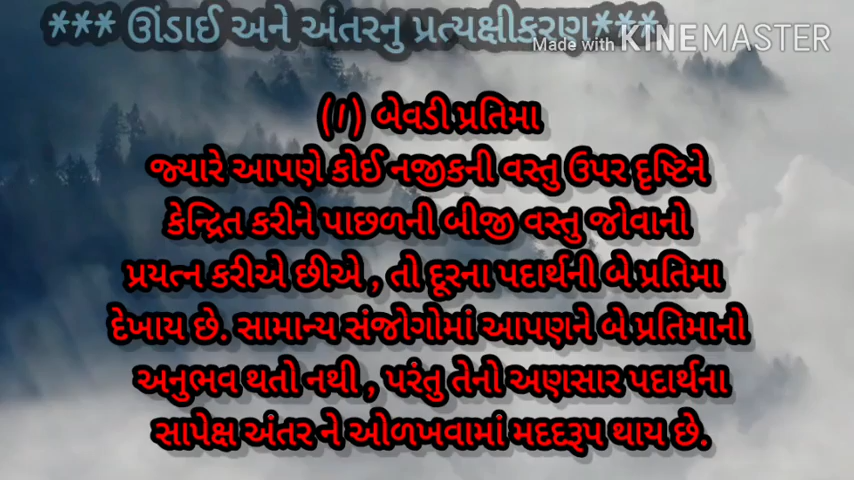 *** ઊંડાઈ અને અંતરનુ પ્રત્યક્ષીકરણ***
Made with KINEMASTER
(૧) બેવડી પ્રતિમા
જ્યારે આપણે કોઈ નજીકની વસ્તુ ઉપર દૃષ્ટિને
કેન્દ્રિત કરીને પાછળની બીજી વસ્તુ જોવાનો
પ્રયત્ન કરીએ છીએ , તો દૂરના પદાર્થની બે પ્રતિમા
દેખાય છે. સામાન્ય સંજોગોમાં આપણને બે પ્રતિમાનો
અનુભવ થતો નથી , પરંતુ તેનો અણસાર પદાર્થના
સાપેક્ષ અંતર ને ઓળખવામાં મદદરૂપ થાય છે.